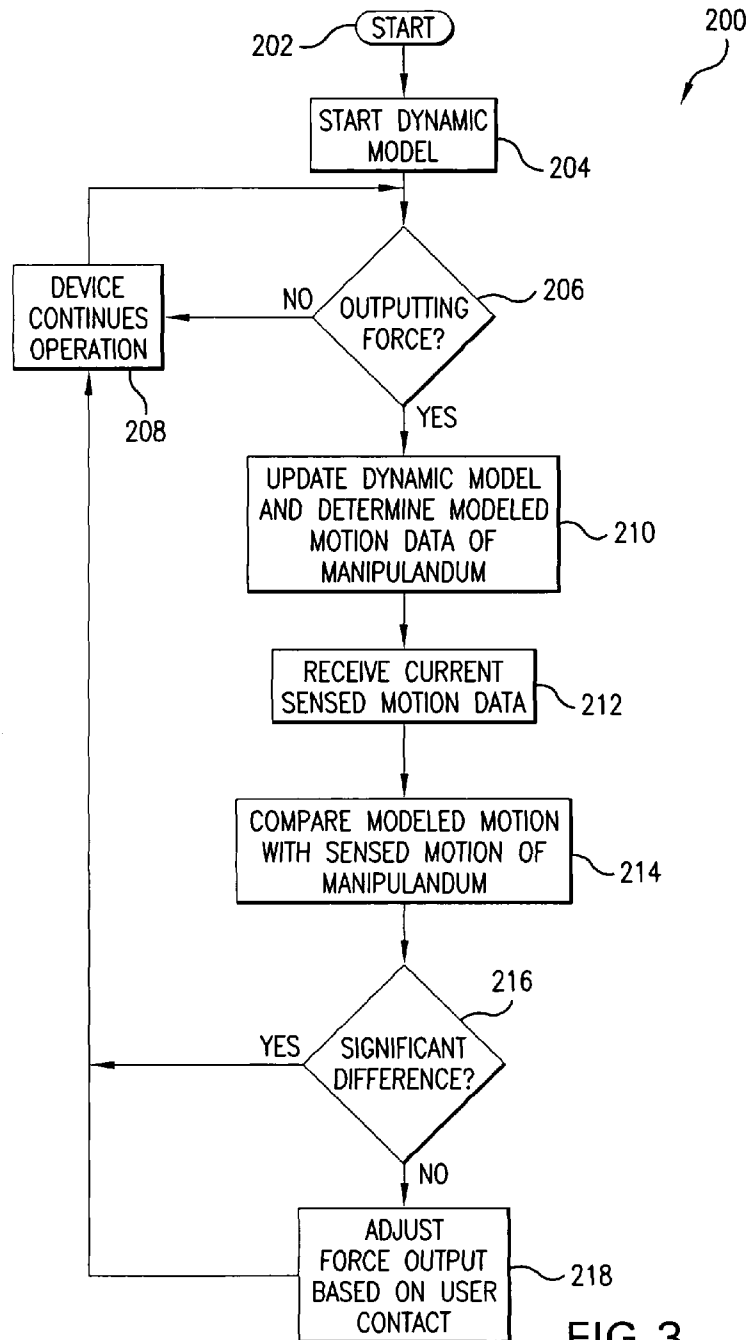 START
202
200
START DYNAMIC
MODEL
204
DEVICE
CONTINUES
OPERATION
208
NO
OUTPUTTING
FORCE?
206
YES
UPDATE DYNAMIC MODEL
AND DETERMINE MODELED
MOTION DATA OF
MANIPULANDUM
210
RECEIVE CURRENT
SENSED MOTION DATA
212
COMPARE MODELED MOTION
WITH SENSED MOTION OF
MANIPULANDUM
214
216
YES
SIGNIFICANT
DIFFERENCE?
NO
ADJUST
FORCE OUTPUT
BASED ON USER
CONTACT
218
FIG.3